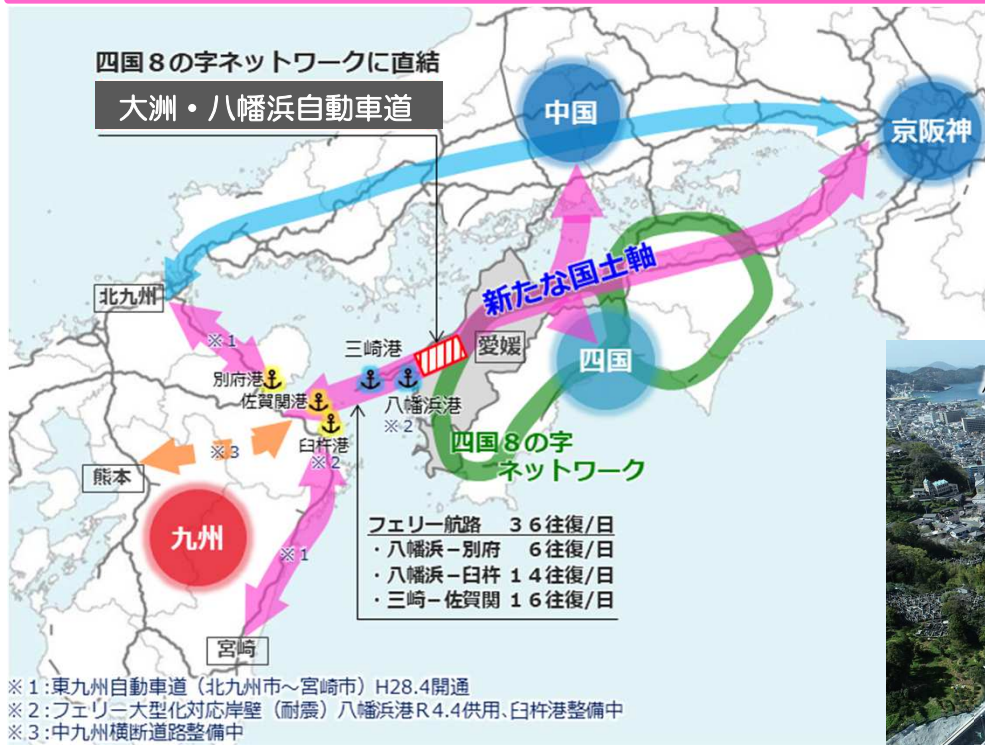 四国８の字ネットワークに直結
大洲・八幡浜自動車道
中国
京阪神
新たな国土軸
北九州
※１
三崎港
愛媛
四国
別府港
佐賀関港
八幡浜港
※２
臼杵港
※２
※３
四国８の字
ネットワーク
熊本
九州
※１
フェリー航路　３６往復/日
・八幡浜－別府　６往復/日
・八幡浜－臼杵　１４往復/日
・三崎－佐賀関　１６往復/日
宮崎
※１:東九州自動車道（北九州市～宮崎市）H28.4開通
※２:フェリー大型化対応岸壁（耐震）八幡浜港R4.4供用、臼杵港整備中
※３:中九州横断道路整備中